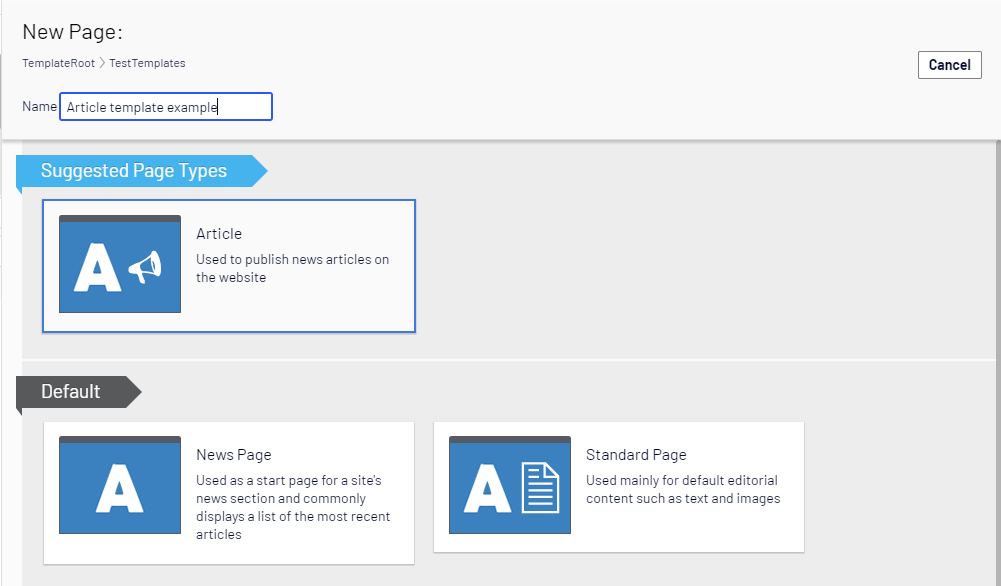 New Page:
TemplateRoot > TestTemplates
Cancel
Name Article template example
Suggested Page Types
A
Article
Used to publish news articles on
the website
Default
A
News Page
Used as a start page for a site's
news section and commonly
displays a list of the most recent
articles
A
Standard Page
Used mainly for default editorial
content such as text and images